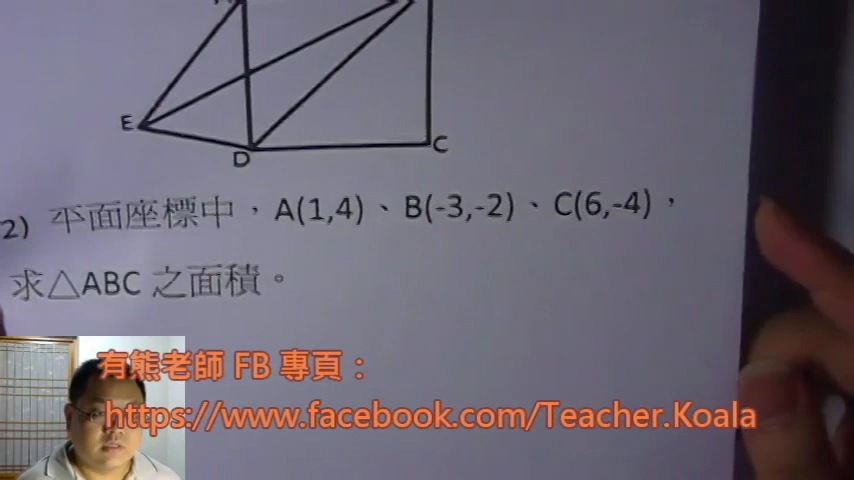 E
D
C
2) 平面座標中，A(1,4)、B(-3,-2)、C(6,-4)，
求△ABC 之面積。
有熊老師 FB 專頁：
https://www.facebook.com/Teacher.Koala